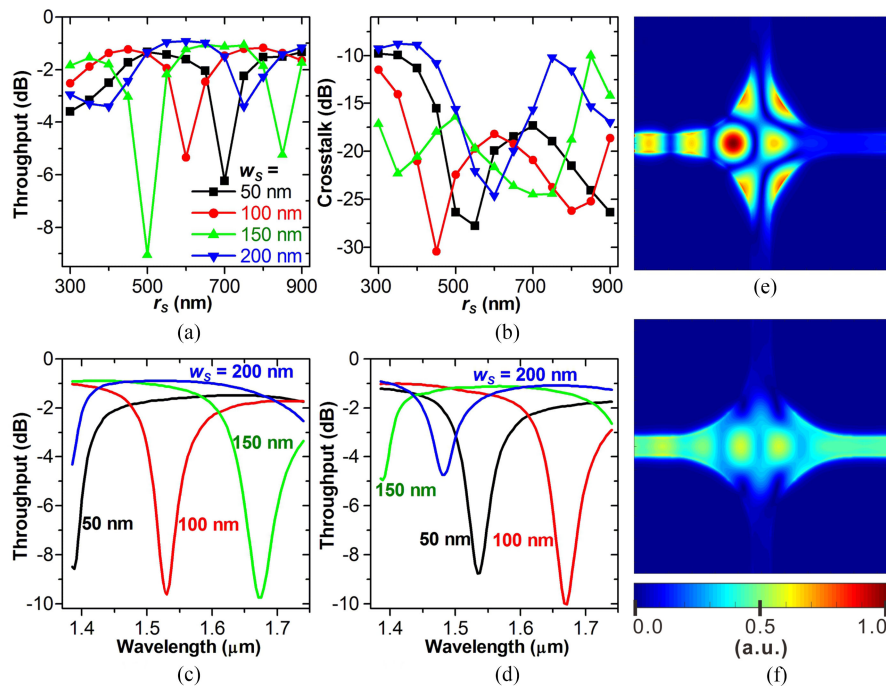 0
-2
-4
-6
-8
Throughput (dB)
wS =
50 nm
100 nm
150 nm
200 nm
300
500
700
900
rS (nm)
(a)
-5
-10
-15
-20
-25
-30
Crosstalk (dB)
300
500
700
900
rS (nm)
(b)
(e)
0
-2
-4
-6
-8
-10
Throughput (dB)
wS = 200 nm
150 nm
50 nm
100 nm
1.4
1.5
1.6
1.7
Wavelength (μm)
(c)
0
-2
-4
-6
-8
-10
Throughput (dB)
wS = 200 nm
150 nm
50 nm
100 nm
1.4
1.5
1.6
1.7
Wavelength (μm)
(d)
0.0
0.5
1.0
(a.u.)
(f)